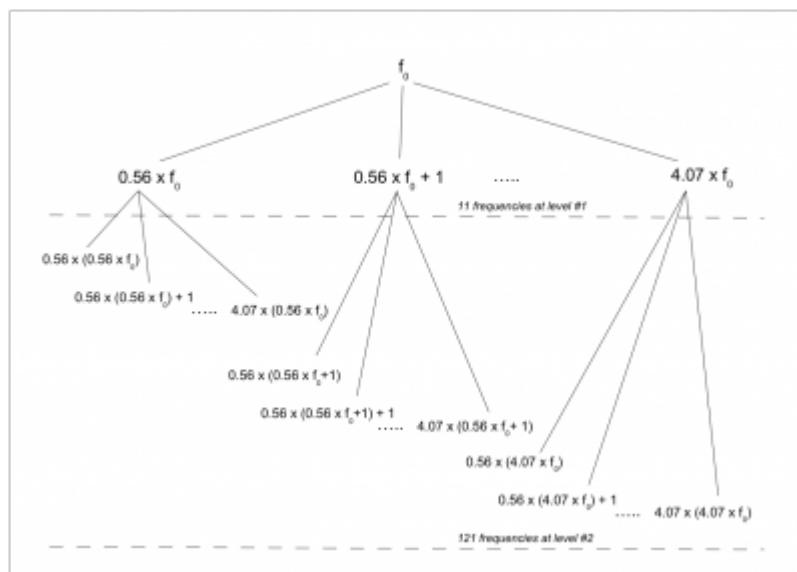 f₀
0.56 x f₀ 0.56 x f₀ + 1 ..... 4.07 x f₀
11 frequencies at level #1
0.56 x (0.56 x f₀)
0.56 x (0.56 x f₀) + 1 ..... 4.07 x (0.56 x f₀)
0.56 x (0.56 x f₀+1)
0.56 x (0.56 x f₀+1) + 1 ..... 4.07 x (0.56 x f₀+ 1)
0.56 x (4.07 x f₀)
0.56 x (4.07 x f₀) + 1 ..... 4.07 x (4.07 x f₀)
121 frequencies at level #2